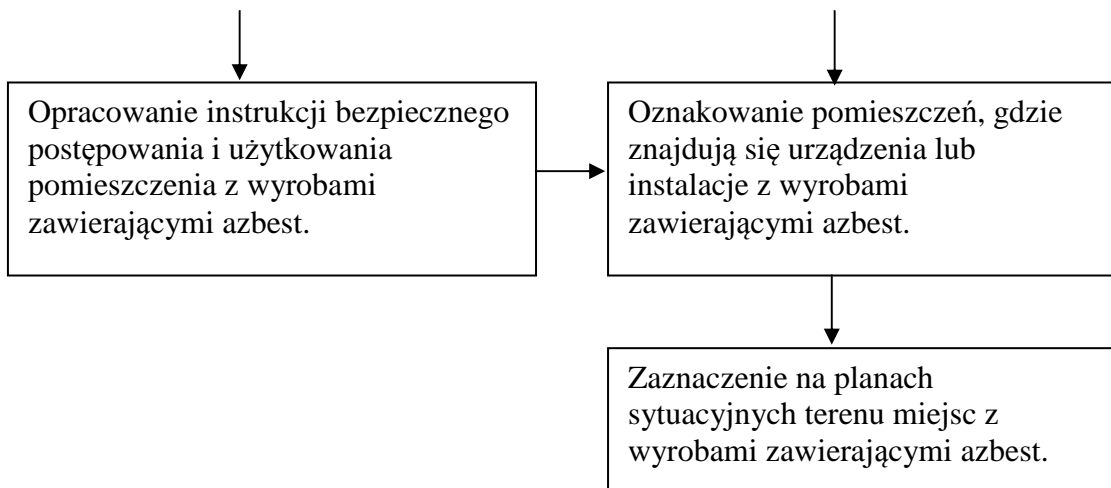 Opracowanie instrukcji bezpiecznego
postępowania i użytkowania
pomieszczenia z wyrobami
zawierającymi azbest.
Oznakowanie pomieszczeń, gdzie
znajdują się urządzenia lub
instalacje z wyrobami
zawierającymi azbest.
Zaznaczenie na planach
sytuacyjnych terenu miejsc z
wyrobami zawierającymi azbest.